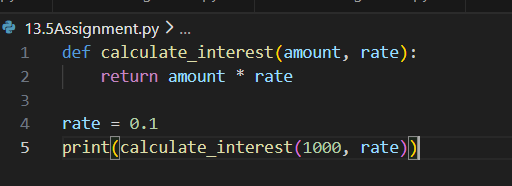 13.5Assignment.py > ...
1 def calculate_interest(amount, rate):
2     return amount * rate
3
4 rate = 0.1
5 print(calculate_interest(1000, rate))